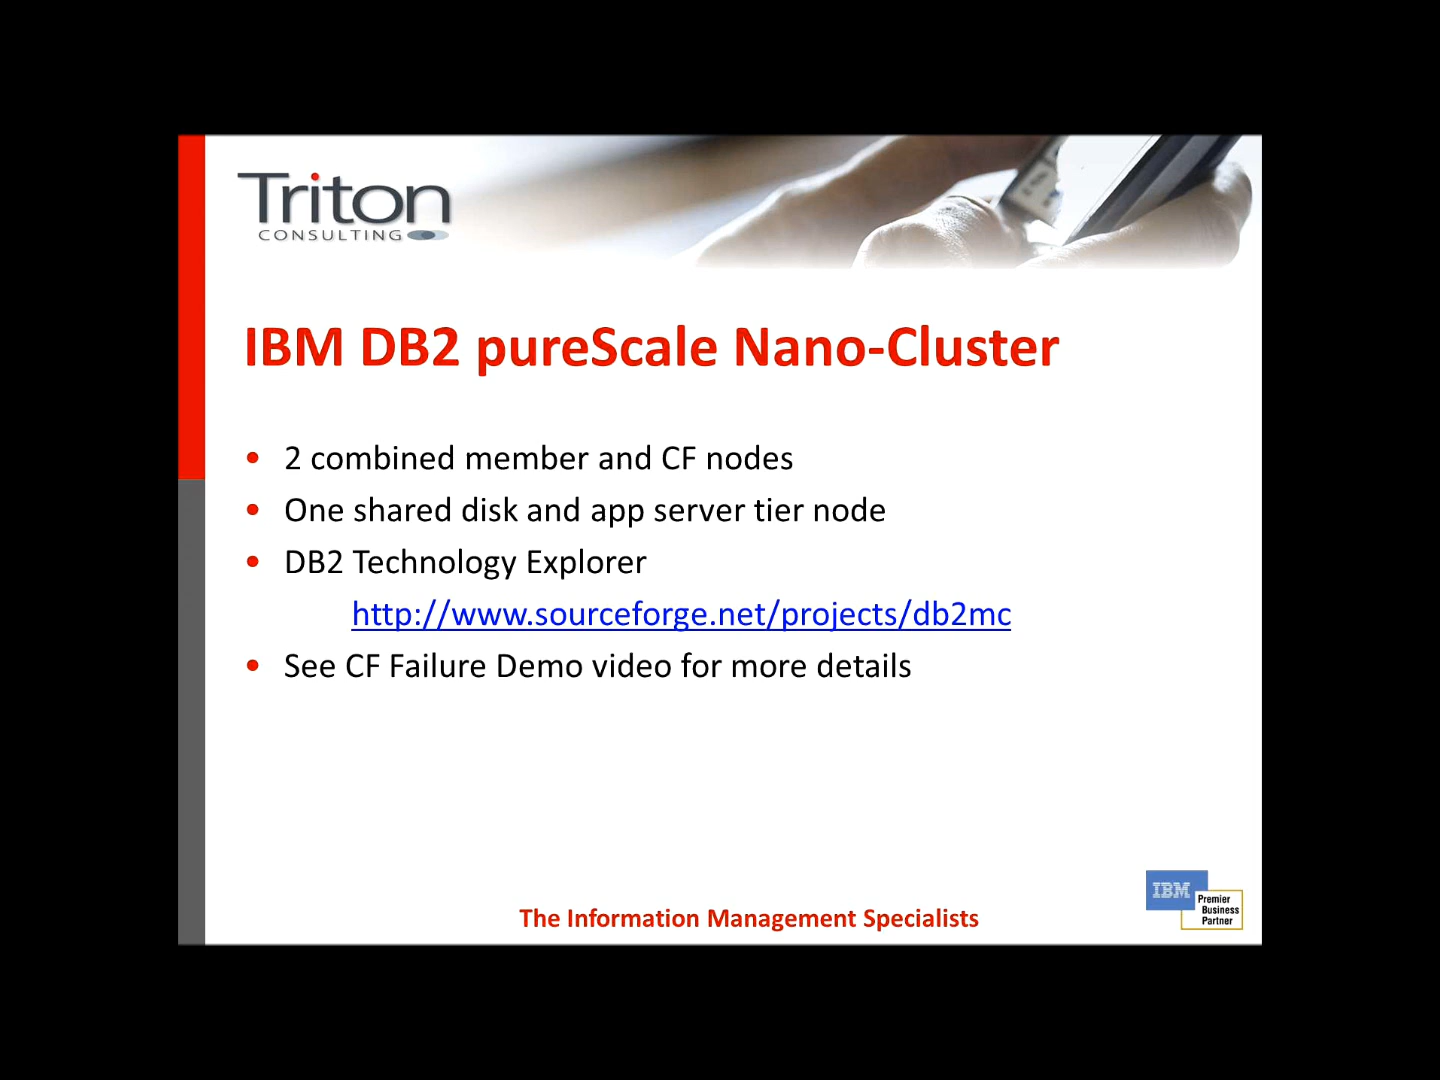 Triton
CONSULTING
IBM DB2 pureScale Nano-Cluster
• 2 combined member and CF nodes
• One shared disk and app server tier node
• DB2 Technology Explorer
http://www.sourceforge.net/projects/db2mc
• See CF Failure Demo video for more details
The Information Management Specialists
IBM
Premier
Business
Partner